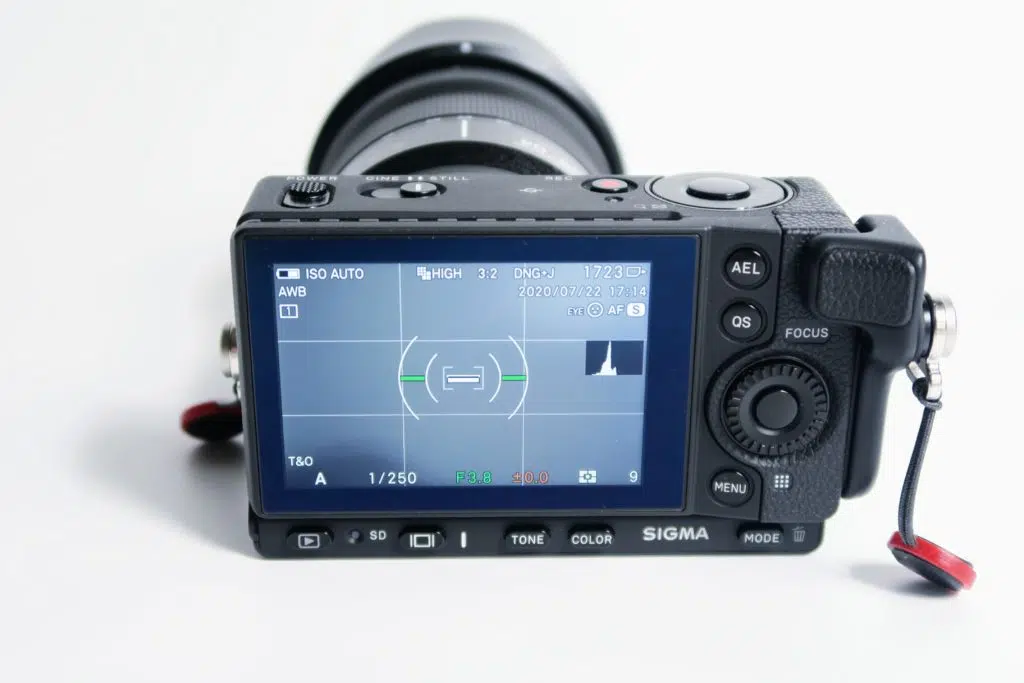 POWER CINE STILL REC
ISO AUTO HIGH 3:2 DNG+J 1723
AWB 2020/07/22 17:14
1 EYE AF S
T&O
A 1/250 F3.8 ±0.0 9
AEL
QS
FOCUS
MENU
SD TONE COLOR SIGMA MODE